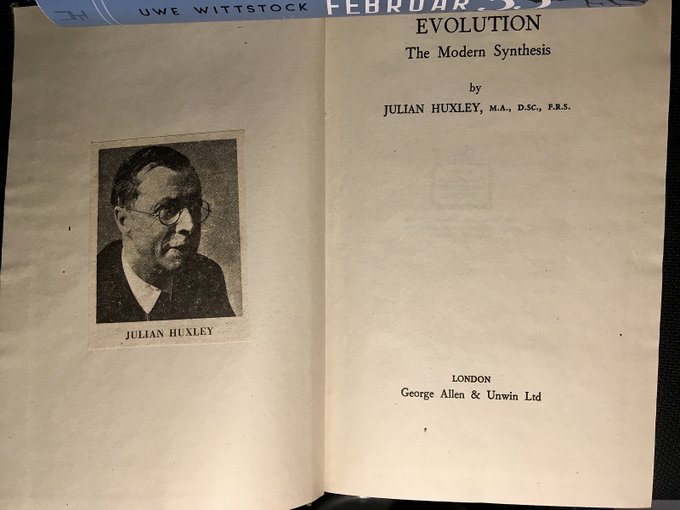 UWE WITTSTOCK FEBRUAR 33
EVOLUTION
The Modern Synthesis
by
JULIAN HUXLEY, M.A., D.SC., F.R.S.
JULIAN HUXLEY
LONDON
George Allen & Unwin Ltd